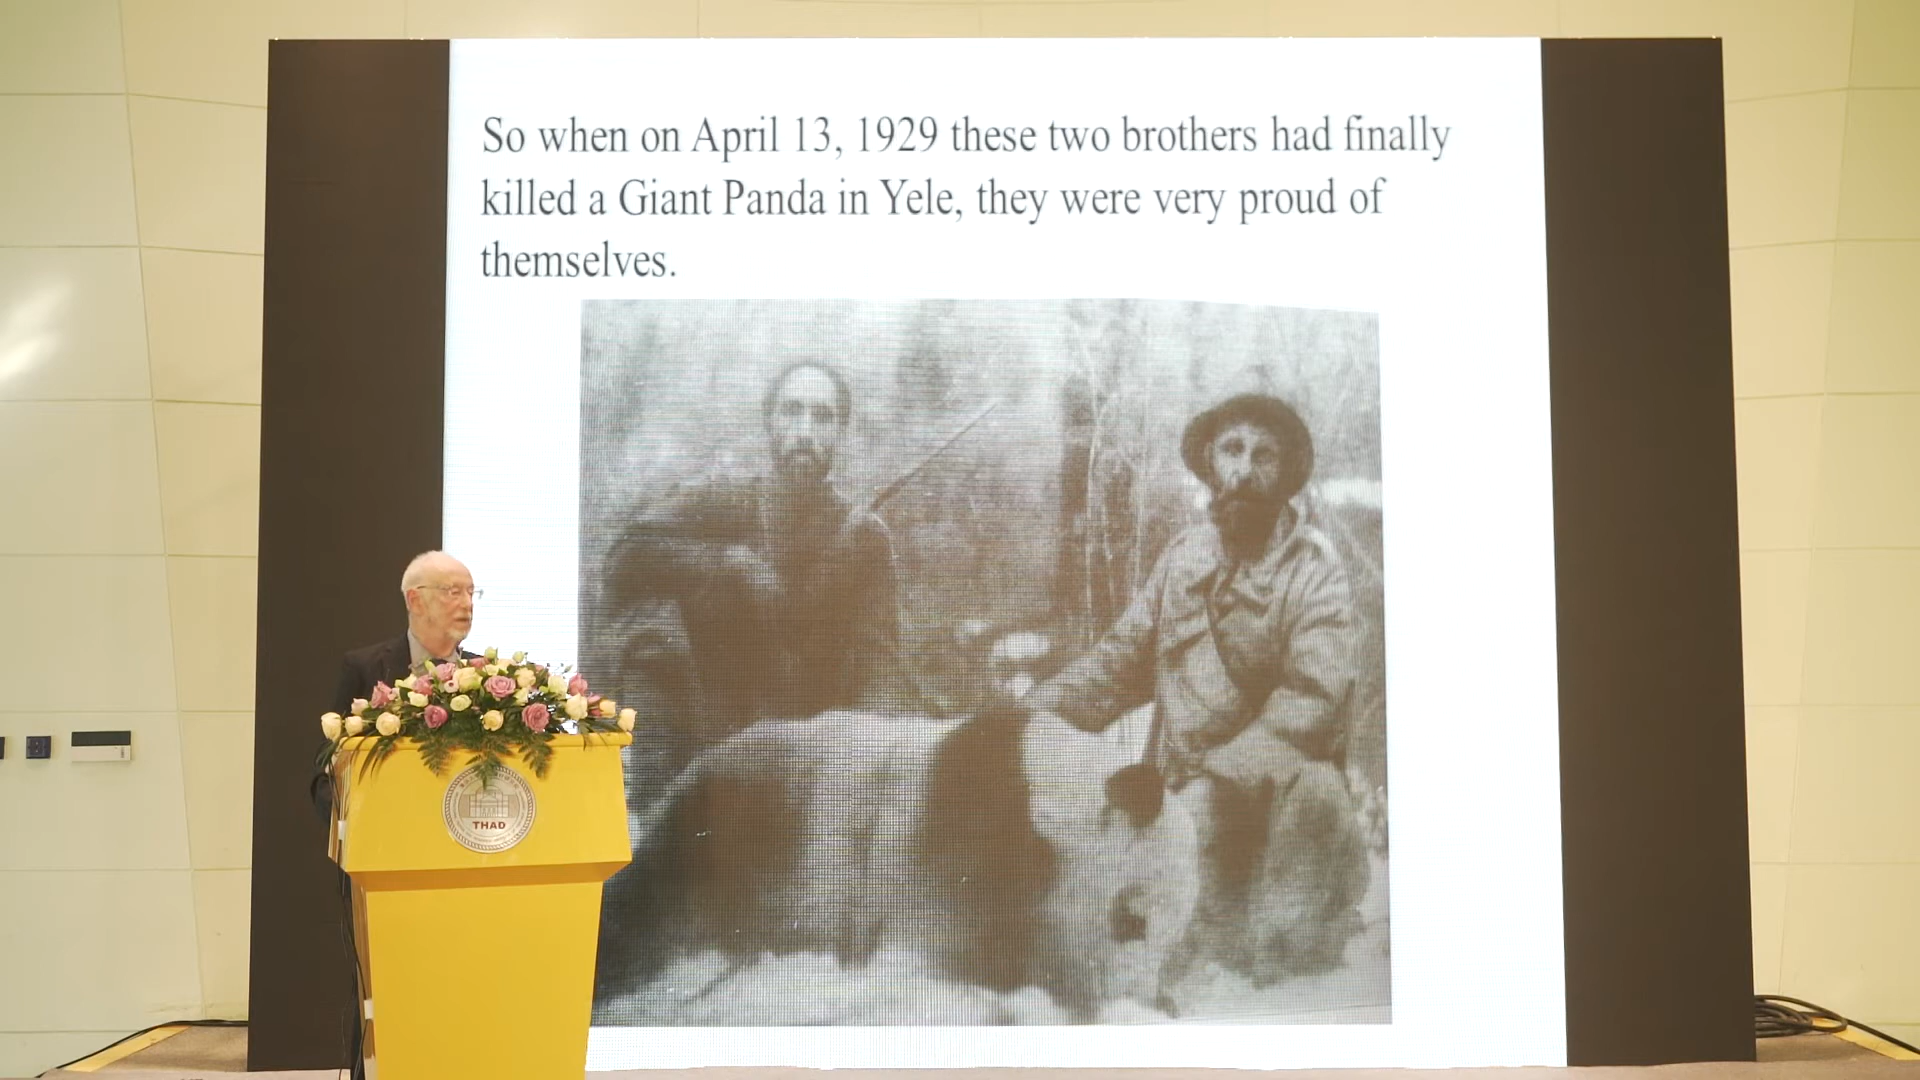 So when on April 13, 1929 these two brothers had finally
killed a Giant Panda in Yele, they were very proud of
themselves.
THAD